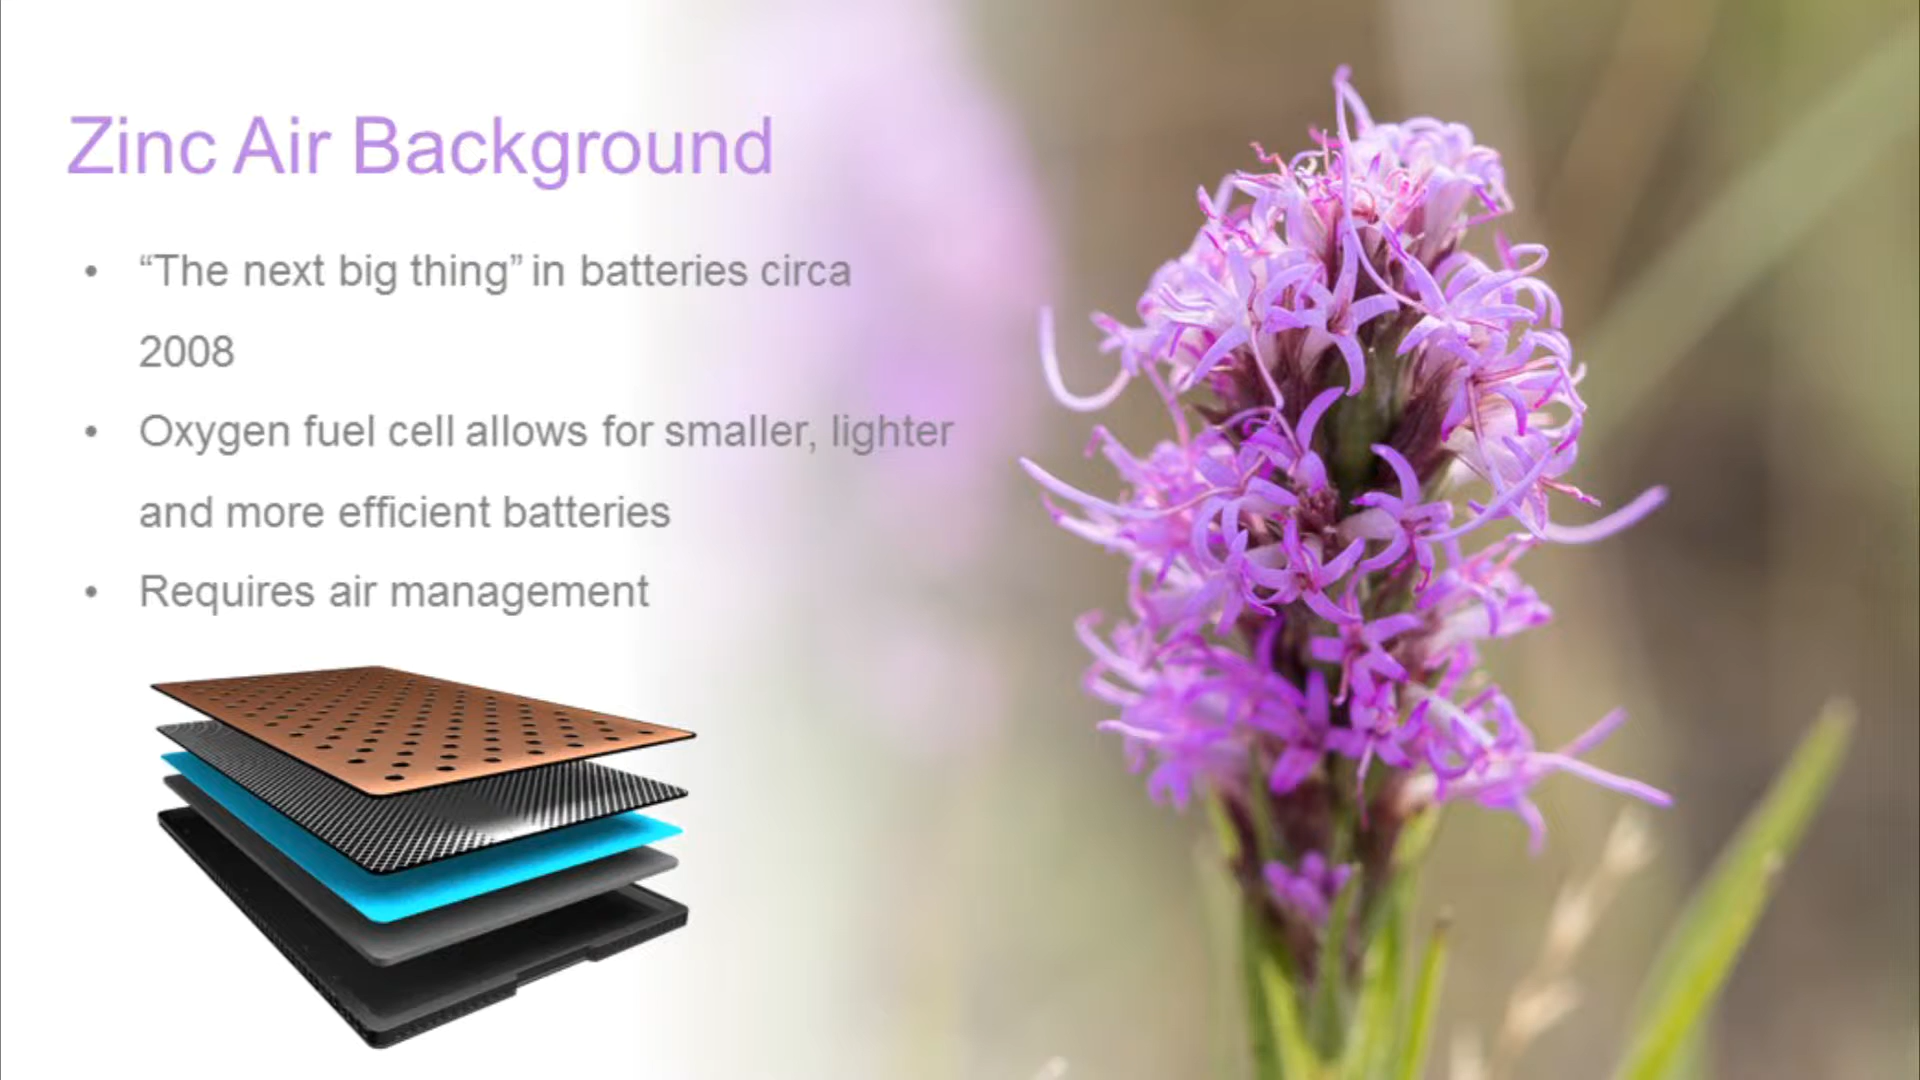 Zinc Air Background
• “The next big thing” in batteries circa
2008
• Oxygen fuel cell allows for smaller, lighter
and more efficient batteries
• Requires air management